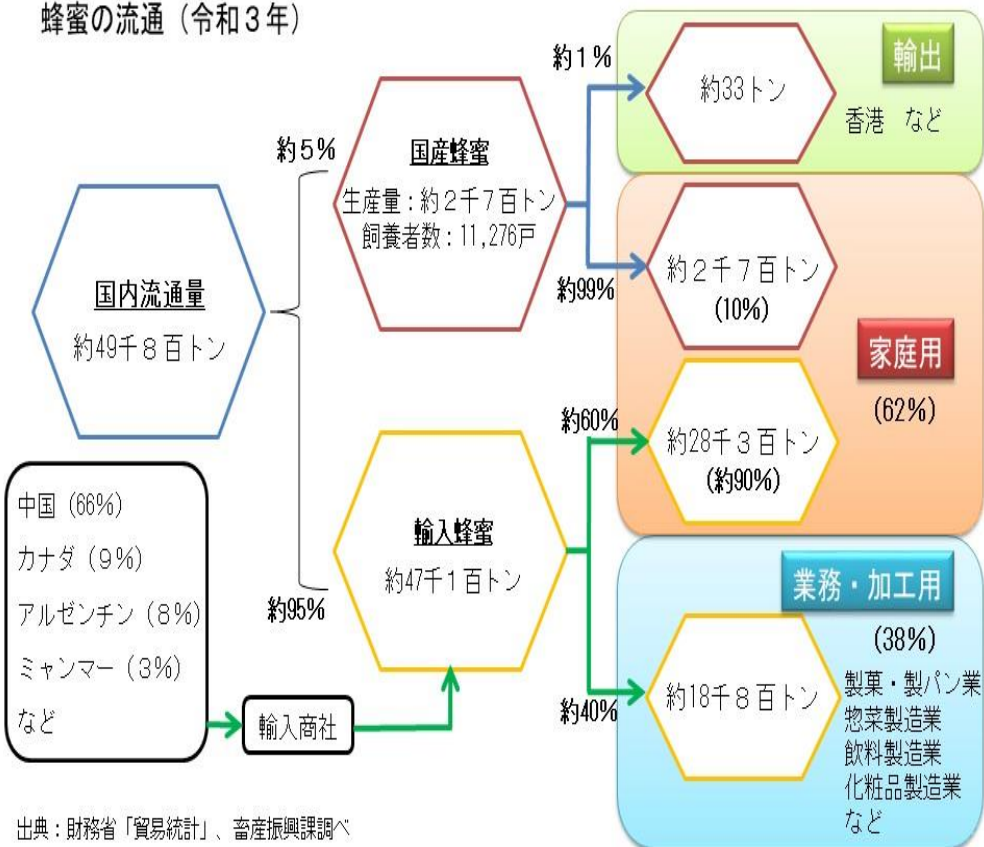 蜂蜜の流通（令和３年）
国内流通量
約49千８百トン
約５%
国産蜂蜜
生産量：約２千７百トン
飼養者数：11,276戸
約１%
約33トン
輸出
香港　など
約99%
約２千７百トン
(10%)
家庭用
(62%)
約95%
輸入蜂蜜
約47千１百トン
約60%
約28千３百トン
(約90%)
約40%
約18千８百トン
業務・加工用
(38%)
製菓・製パン業
惣菜製造業
飲料製造業
化粧品製造業
など
中国（66%）
カナダ（９%）
アルゼンチン（８%）
ミャンマー（３%）
など
輸入商社
出典：財務省「貿易統計」、畜産振興課調べ